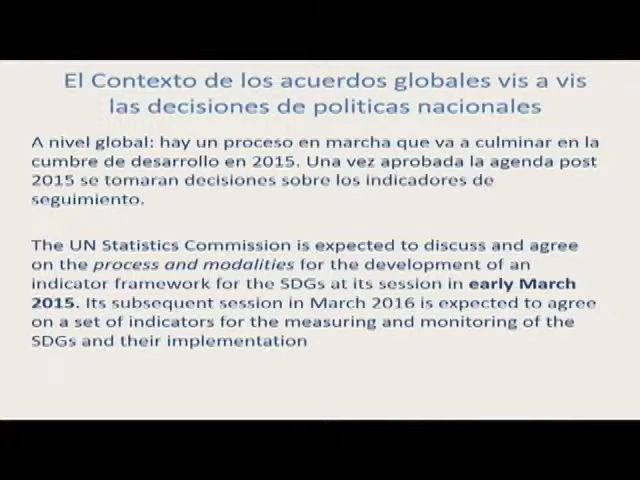 El Contexto de los acuerdos globales vis a vis
las decisiones de politicas nacionales
A nivel global: hay un proceso en marcha que va a culminar en la
cumbre de desarrollo en 2015. Una vez aprobada la agenda post
2015 se tomaran decisiones sobre los indicadores de
seguimiento.
The UN Statistics Commission is expected to discuss and agree
on the process and modalities for the development of an
indicator framework for the SDGs at its session in early March
2015. Its subsequent session in March 2016 is expected to agree
on a set of indicators for the measuring and monitoring of the
SDGs and their implementation